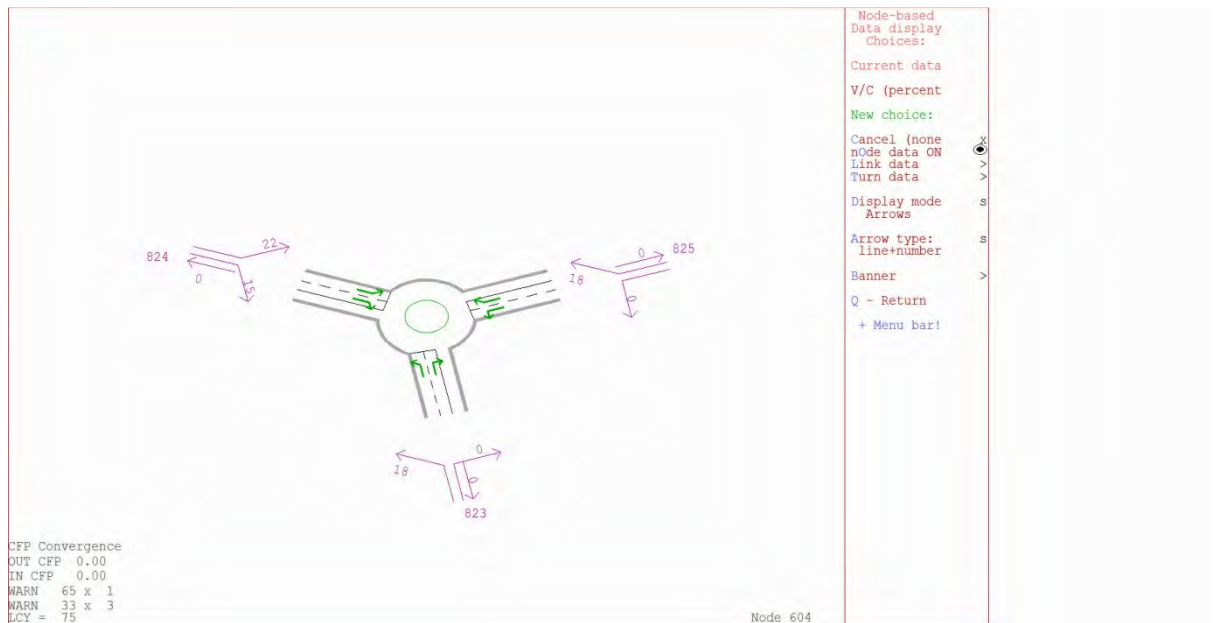 Node-based
Data display
Choices:
Current data
V/C (percent
New choice:
Cancel (none x
nOde data ON
Link data >
Turn data >
Display mode s
Arrows
Arrow type: s
line+number
Banner >
Q - Return
+ Menu bar!
824
22
0
15
825
0
18
0
18
0
0
823
CFP Convergence
OUT CFP 0.00
IN CFP 0.00
WARN 65 x 1
WARN 33 x 3
LCY = 75
Node 604